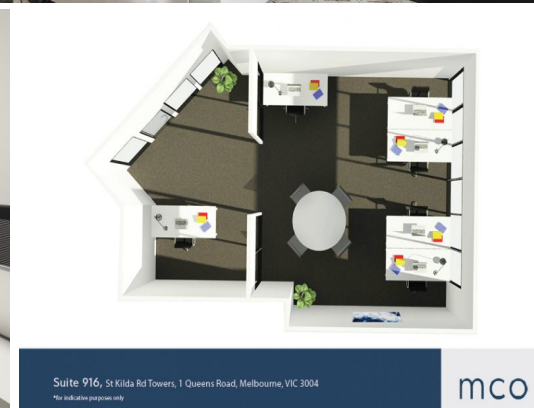 Suite 916, St Kilda Rd Towers, 1 Queens Road, Melbourne, VIC 3004
*for indicative purposes only
mco